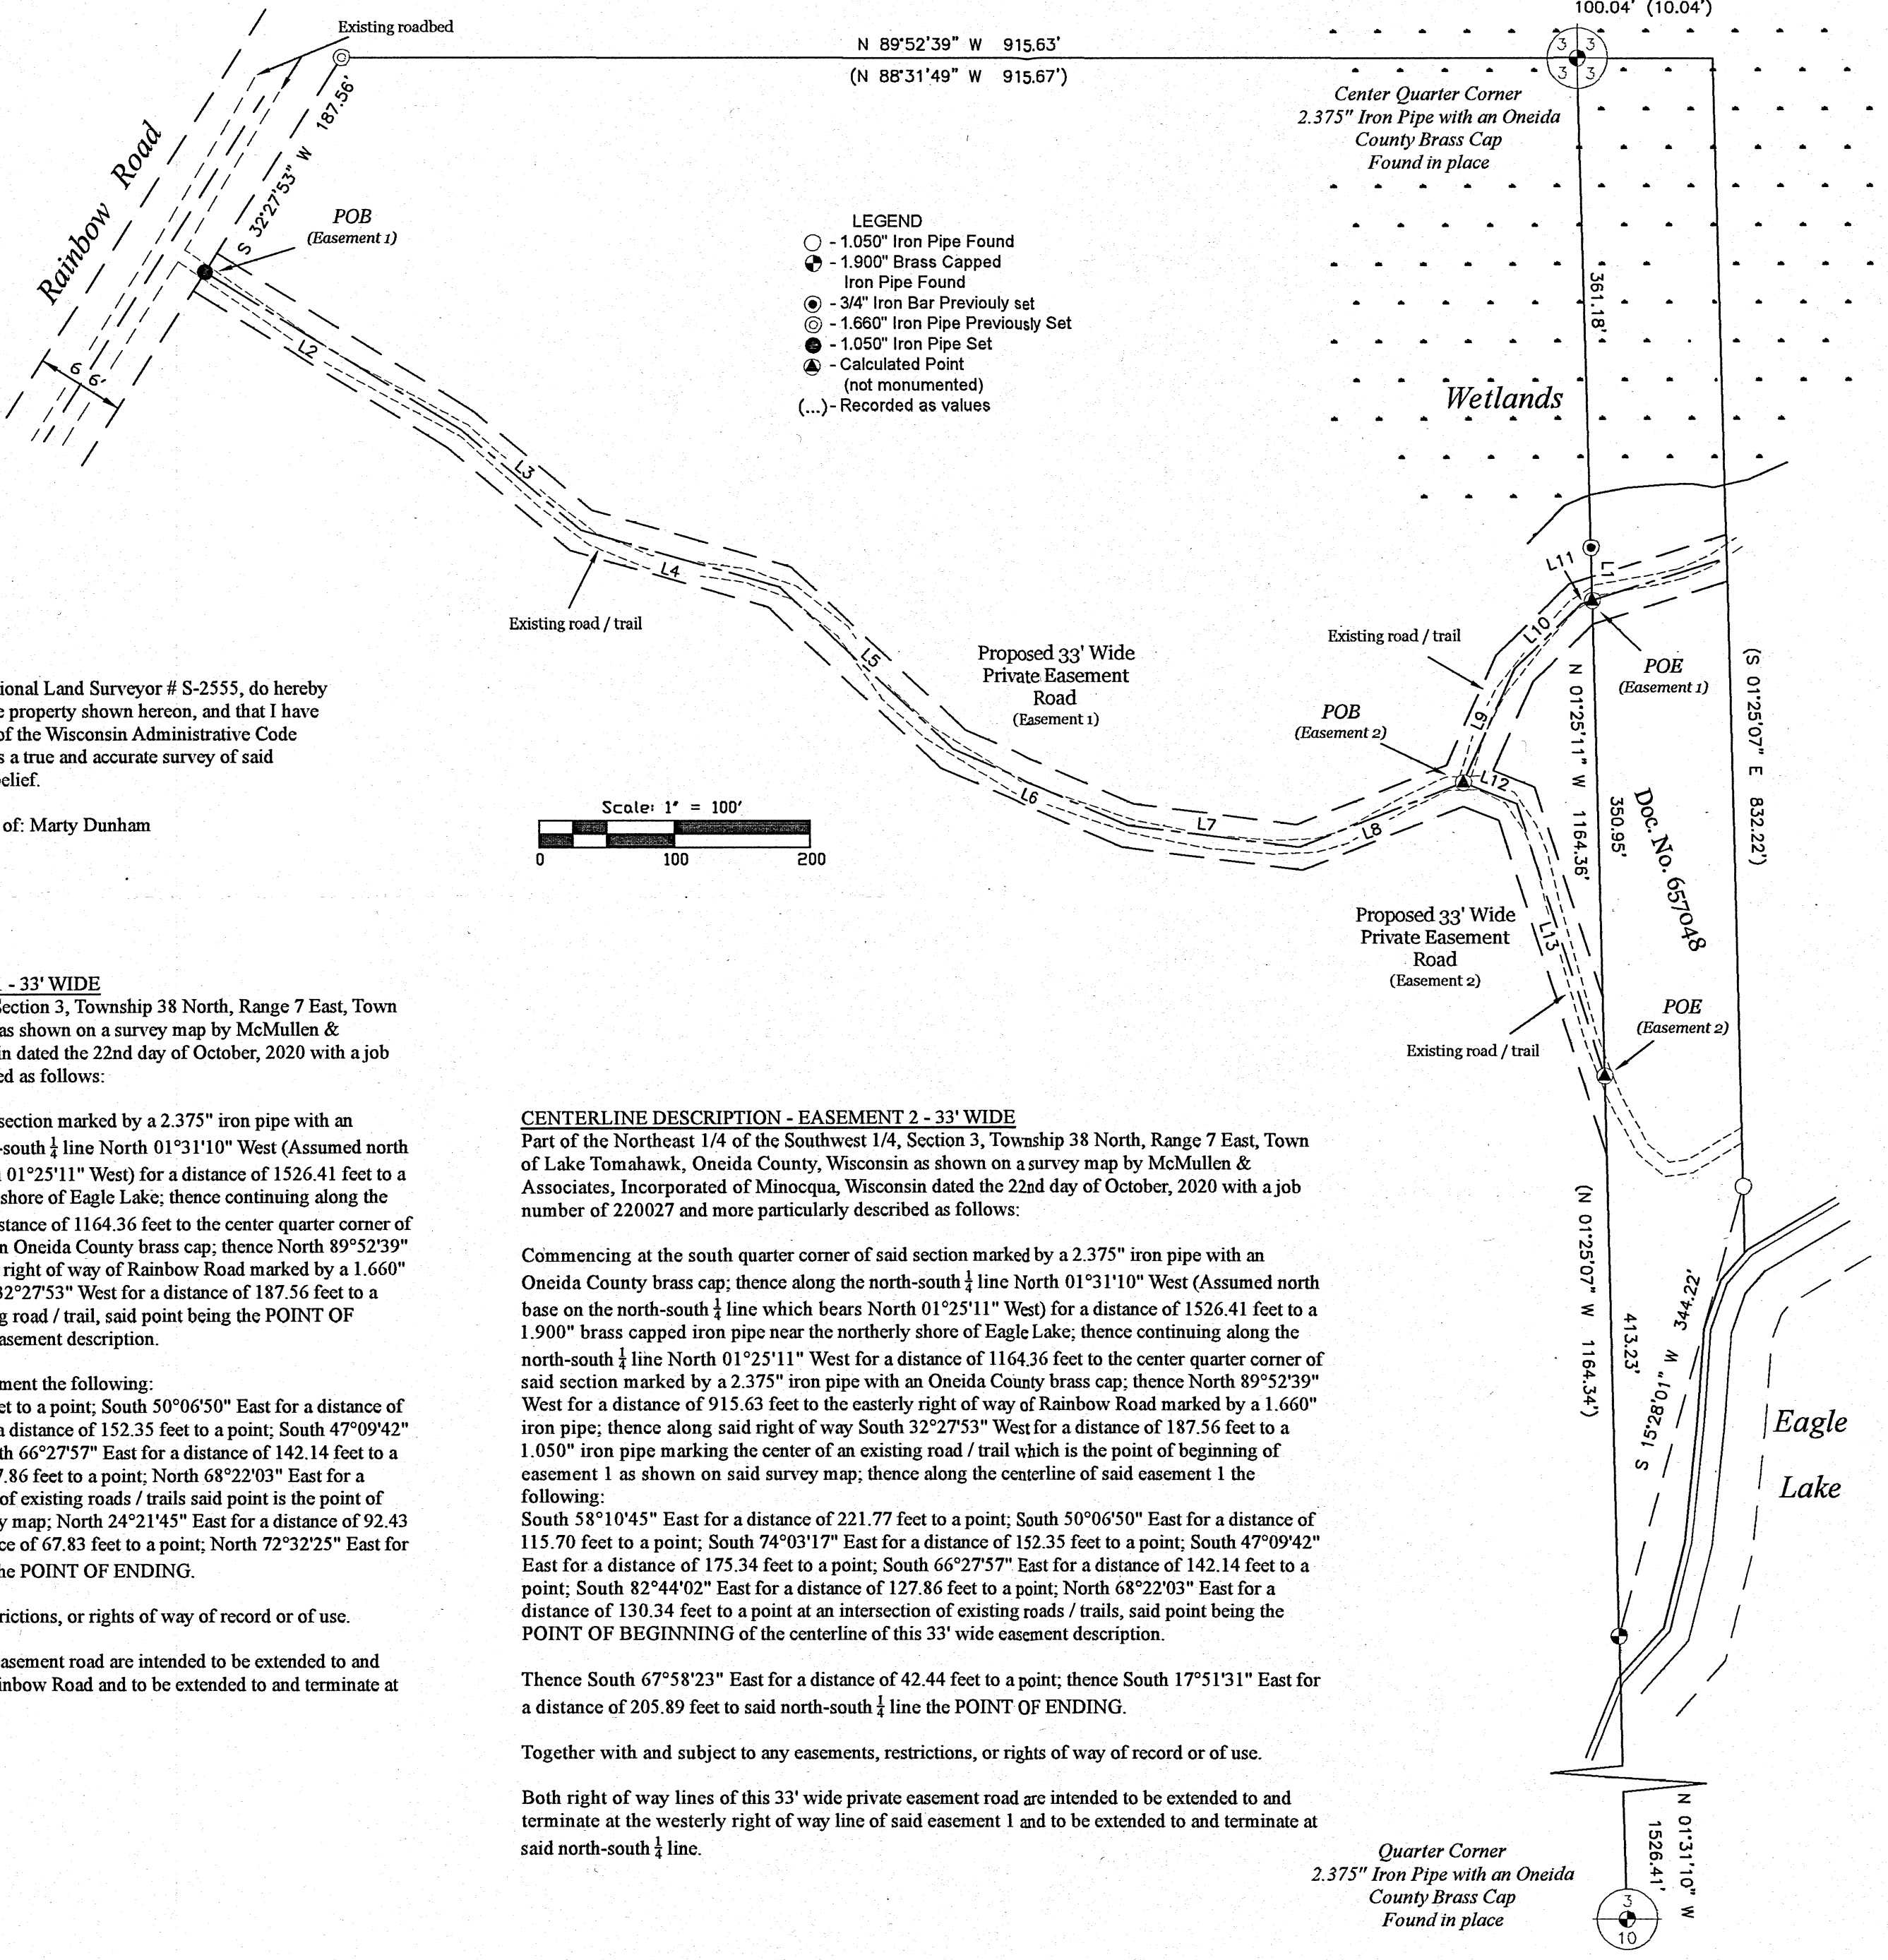 100.04' (10.04')
Existing roadbed
N 89°52'39" W 915.63'
(N 88°31'49" W 915.67')
3 3
3 3
Center Quarter Corner
2.375" Iron Pipe with an Oneida
County Brass Cap
Found in place
Rainbow Road
S 32°27'53" W 187.56'
POB
(Easement 1)
6 6'
LEGEND
- 1.050" Iron Pipe Found
- 1.900" Brass Capped
Iron Pipe Found
- 3/4" Iron Bar Previouly set
- 1.660" Iron Pipe Previously Set
- 1.050" Iron Pipe Set
- Calculated Point
(not monumented)
(...)- Recorded as values
361.18'
Wetlands
L2
L3
L4
L5
L6
L7
L8
L9
L10
L11
L1
L12
L13
Existing road / trail
Proposed 33' Wide
Private Easement
Road
(Easement 1)
Existing road / trail
POE
(Easement 1)
POB
(Easement 2)
N 01°25'11" W 1164.36'
350.95'
Doc. No. 657048
(S 01°25'07" E 832.22')
Scale: 1" = 100'
0 100 200
Proposed 33' Wide
Private Easement
Road
(Easement 2)
POE
(Easement 2)
Existing road / trail
(N 01°25'07" W 1164.34')
413.23'
S 15°28'01" W 344.22'
Eagle
Lake
N 01°31'10" W
1526.41'
Quarter Corner
2.375" Iron Pipe with an Oneida
County Brass Cap
Found in place
3
10
ional Land Surveyor # S-2555, do hereby
e property shown hereon, and that I have
of the Wisconsin Administrative Code
s a true and accurate survey of said
elief.
of: Marty Dunham
- 33' WIDE
Section 3, Township 38 North, Range 7 East, Town
as shown on a survey map by McMullen &
in dated the 22nd day of October, 2020 with a job
ed as follows:
section marked by a 2.375" iron pipe with an
-south 1/4 line North 01°31'10" West (Assumed north
01°25'11" West) for a distance of 1526.41 feet to a
shore of Eagle Lake; thence continuing along the
stance of 1164.36 feet to the center quarter corner of
n Oneida County brass cap; thence North 89°52'39"
right of way of Rainbow Road marked by a 1.660"
32°27'53" West for a distance of 187.56 feet to a
g road / trail, said point being the POINT OF
asement description.
ment the following:
et to a point; South 50°06'50" East for a distance of
a distance of 152.35 feet to a point; South 47°09'42"
th 66°27'57" East for a distance of 142.14 feet to a
7.86 feet to a point; North 68°22'03" East for a
of existing roads / trails said point is the point of
y map; North 24°21'45" East for a distance of 92.43
ce of 67.83 feet to a point; North 72°32'25" East for
he POINT OF ENDING.
rictions, or rights of way of record or of use.
asement road are intended to be extended to and
inbow Road and to be extended to and terminate at
CENTERLINE DESCRIPTION - EASEMENT 2 - 33' WIDE
Part of the Northeast 1/4 of the Southwest 1/4, Section 3, Township 38 North, Range 7 East, Town
of Lake Tomahawk, Oneida County, Wisconsin as shown on a survey map by McMullen &
Associates, Incorporated of Minocqua, Wisconsin dated the 22nd day of October, 2020 with a job
number of 220027 and more particularly described as follows:
Commencing at the south quarter corner of said section marked by a 2.375" iron pipe with an
Oneida County brass cap; thence along the north-south 1/4 line North 01°31'10" West (Assumed north
base on the north-south 1/4 line which bears North 01°25'11" West) for a distance of 1526.41 feet to a
1.900" brass capped iron pipe near the northerly shore of Eagle Lake; thence continuing along the
north-south 1/4 line North 01°25'11" West for a distance of 1164.36 feet to the center quarter corner of
said section marked by a 2.375" iron pipe with an Oneida County brass cap; thence North 89°52'39"
West for a distance of 915.63 feet to the easterly right of way of Rainbow Road marked by a 1.660"
iron pipe; thence along said right of way South 32°27'53" West for a distance of 187.56 feet to a
1.050" iron pipe marking the center of an existing road / trail which is the point of beginning of
easement 1 as shown on said survey map; thence along the centerline of said easement 1 the
following:
South 58°10'45" East for a distance of 221.77 feet to a point; South 50°06'50" East for a distance of
115.70 feet to a point; South 74°03'17" East for a distance of 152.35 feet to a point; South 47°09'42"
East for a distance of 175.34 feet to a point; South 66°27'57" East for a distance of 142.14 feet to a
point; South 82°44'02" East for a distance of 127.86 feet to a point; North 68°22'03" East for a
distance of 130.34 feet to a point at an intersection of existing roads / trails, said point being the
POINT OF BEGINNING of the centerline of this 33' wide easement description.
Thence South 67°58'23" East for a distance of 42.44 feet to a point; thence South 17°51'31" East for
a distance of 205.89 feet to said north-south 1/4 line the POINT OF ENDING.
Together with and subject to any easements, restrictions, or rights of way of record or of use.
Both right of way lines of this 33' wide private easement road are intended to be extended to and
terminate at the westerly right of way line of said easement 1 and to be extended to and terminate at
said north-south 1/4 line.